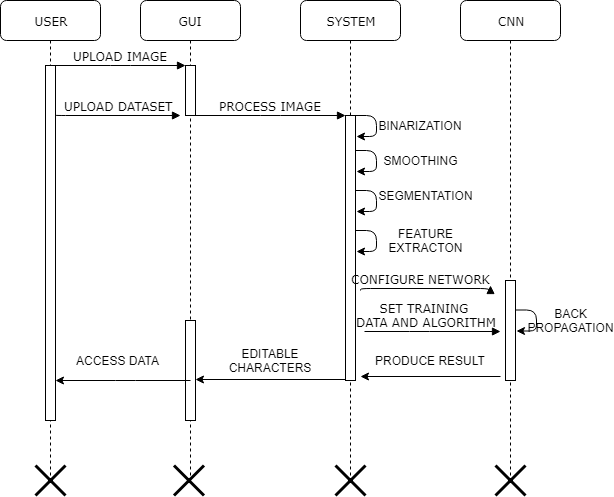 USER
GUI
SYSTEM
CNN
UPLOAD IMAGE
UPLOAD DATASET
PROCESS IMAGE
BINARIZATION
SMOOTHING
SEGMENTATION
FEATURE
EXTRACTON
CONFIGURE NETWORK
SET TRAINING
DATA AND ALGORITHM
BACK
PROPAGATION
ACCESS DATA
EDITABLE
CHARACTERS
PRODUCE RESULT